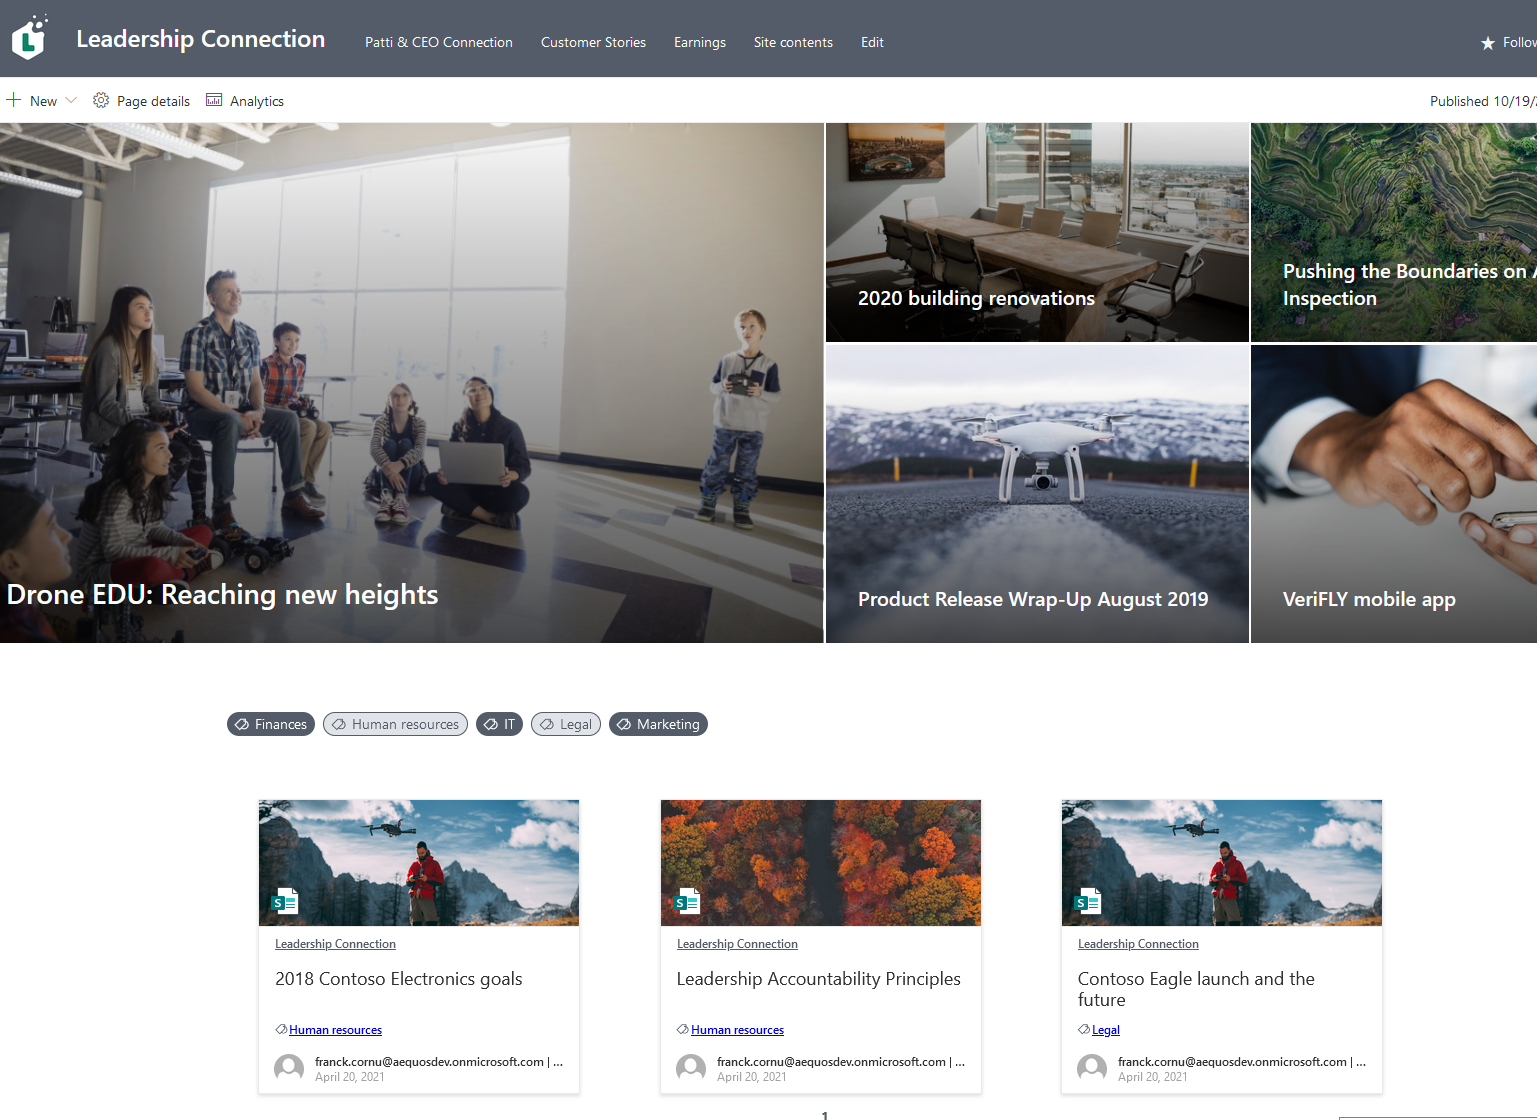 Leadership Connection
Patti & CEO Connection
Customer Stories
Earnings
Site contents
Edit
New
Page details
Analytics
Published 10/19/
Drone EDU: Reaching new heights
2020 building renovations
Pushing the Boundaries on
Inspection
Product Release Wrap-Up August 2019
VeriFLY mobile app
Finances
Human resources
IT
Legal
Marketing
Leadership Connection
2018 Contoso Electronics goals
Human resources
franck.cornu@aequosdev.onmicrosoft.com | ...
April 20, 2021
Leadership Connection
Leadership Accountability Principles
Human resources
franck.cornu@aequosdev.onmicrosoft.com | ...
April 20, 2021
Leadership Connection
Contoso Eagle launch and the
future
Legal
franck.cornu@aequosdev.onmicrosoft.com | ...
April 20, 2021
1